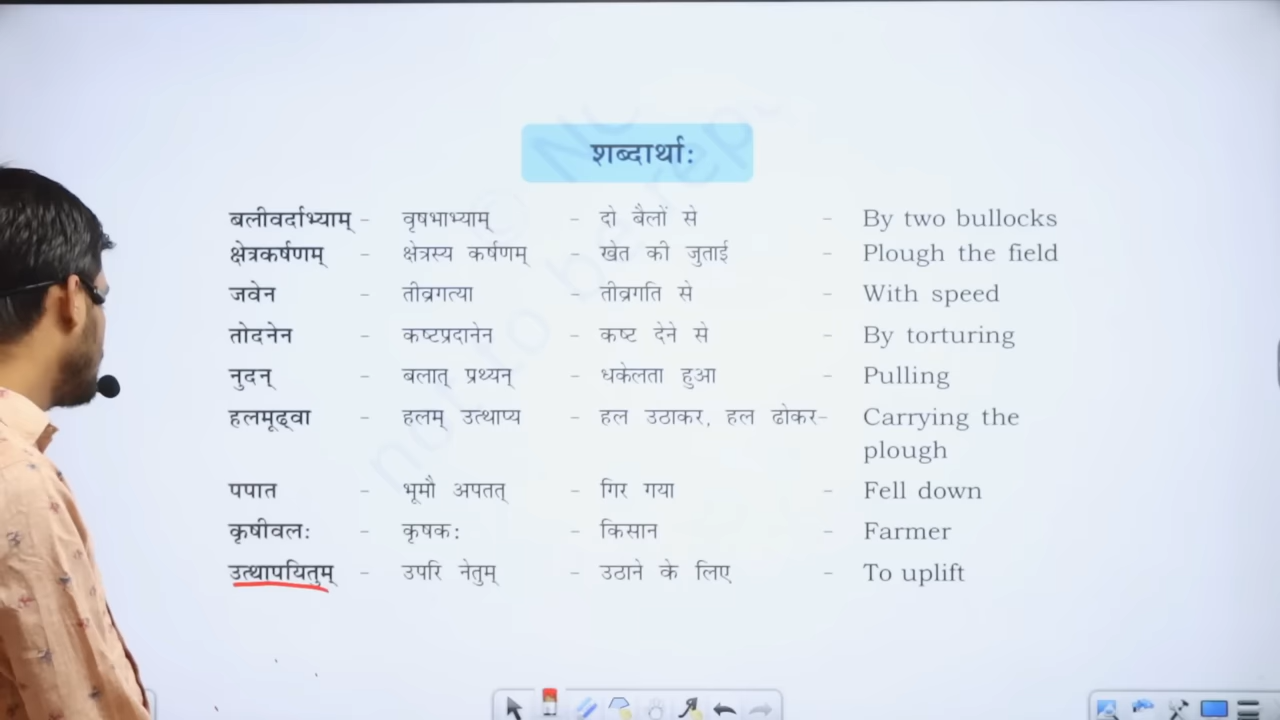 शब्दार्थाः
बलीवर्दाभ्याम् - वृषभाभ्याम् - दो बैलों से - By two bullocks
क्षेत्रकर्षणम् - क्षेत्रस्य कर्षणम् - खेत की जुताई - Plough the field
जवेन - तीव्रगत्या - तीव्रगति से - With speed
तोदनेन - कष्टप्रदानेन - कष्ट देने से - By torturing
नुदन् - बलात् प्रथ्यन् - धकेलता हुआ - Pulling
हलमूढ्वा - हलम् उत्थाप्य - हल उठाकर, हल ढोकर- Carrying the
plough
पपात - भूमौ अपतत् - गिर गया - Fell down
कृषीवलः - कृषकः - किसान - Farmer
उत्थापयितुम् - उपरि नेतुम् - उठाने के लिए - To uplift